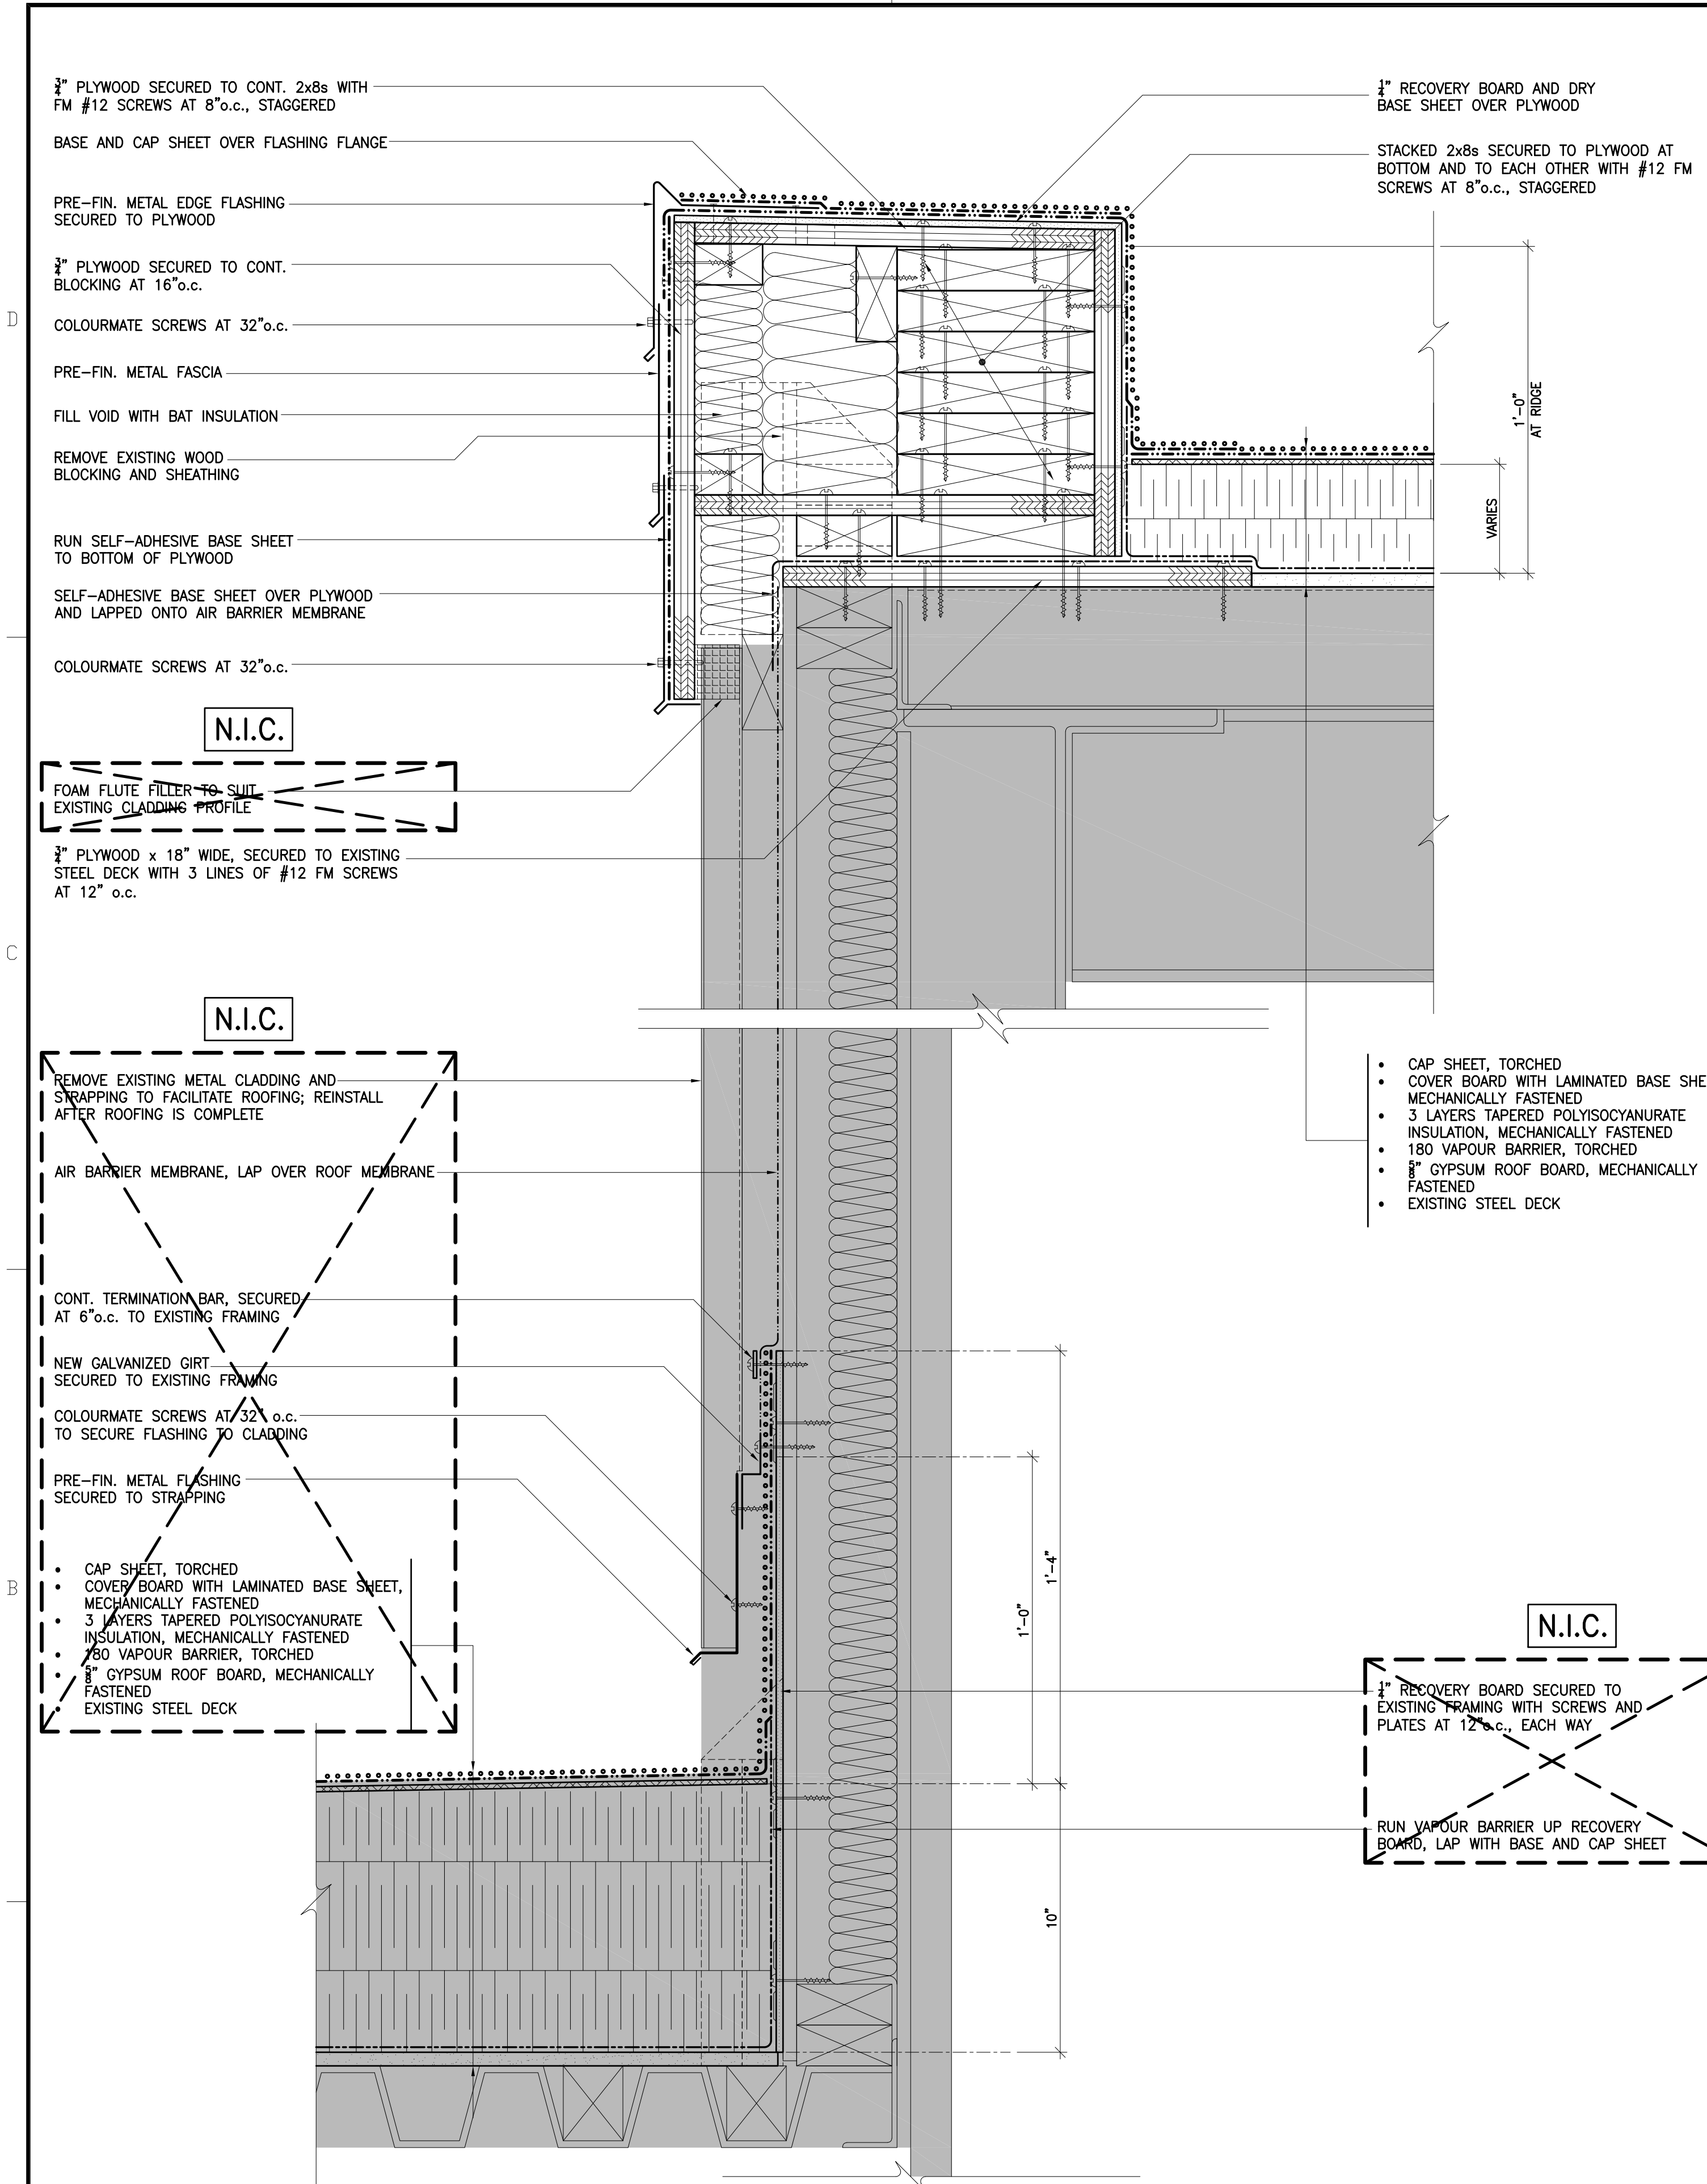 ¾" PLYWOOD SECURED TO CONT. 2x8s WITH
FM #12 SCREWS AT 8"o.c., STAGGERED
BASE AND CAP SHEET OVER FLASHING FLANGE
PRE-FIN. METAL EDGE FLASHING
SECURED TO PLYWOOD
¾" PLYWOOD SECURED TO CONT.
BLOCKING AT 16"o.c.
COLOURMATE SCREWS AT 32"o.c.
PRE-FIN. METAL FASCIA
FILL VOID WITH BAT INSULATION
REMOVE EXISTING WOOD
BLOCKING AND SHEATHING
RUN SELF-ADHESIVE BASE SHEET
TO BOTTOM OF PLYWOOD
SELF-ADHESIVE BASE SHEET OVER PLYWOOD
AND LAPPED ONTO AIR BARRIER MEMBRANE
COLOURMATE SCREWS AT 32"o.c.
N.I.C.
FOAM FLUTE FILLER TO SUIT
EXISTING CLADDING PROFILE
¾" PLYWOOD x 18" WIDE, SECURED TO EXISTING
STEEL DECK WITH 3 LINES OF #12 FM SCREWS
AT 12" o.c.
N.I.C.
REMOVE EXISTING METAL CLADDING AND
STRAPPING TO FACILITATE ROOFING; REINSTALL
AFTER ROOFING IS COMPLETE
AIR BARRIER MEMBRANE, LAP OVER ROOF MEMBRANE
CONT. TERMINATION BAR, SECURED
AT 6"o.c. TO EXISTING FRAMING
NEW GALVANIZED GIRT
SECURED TO EXISTING FRAMING
COLOURMATE SCREWS AT 32" o.c.
TO SECURE FLASHING TO CLADDING
PRE-FIN. METAL FLASHING
SECURED TO STRAPPING
• CAP SHEET, TORCHED
• COVER BOARD WITH LAMINATED BASE SHEET,
MECHANICALLY FASTENED
• 3 LAYERS TAPERED POLYISOCYANURATE
INSULATION, MECHANICALLY FASTENED
• 180 VAPOUR BARRIER, TORCHED
• ⅝" GYPSUM ROOF BOARD, MECHANICALLY
FASTENED
• EXISTING STEEL DECK
¼" RECOVERY BOARD AND DRY
BASE SHEET OVER PLYWOOD
STACKED 2x8s SECURED TO PLYWOOD AT
BOTTOM AND TO EACH OTHER WITH #12 FM
SCREWS AT 8"o.c., STAGGERED
1'-0"
AT RIDGE
VARIES
• CAP SHEET, TORCHED
• COVER BOARD WITH LAMINATED BASE SHE
MECHANICALLY FASTENED
• 3 LAYERS TAPERED POLYISOCYANURATE
INSULATION, MECHANICALLY FASTENED
• 180 VAPOUR BARRIER, TORCHED
• ⅝" GYPSUM ROOF BOARD, MECHANICALLY
FASTENED
• EXISTING STEEL DECK
1'-4"
1'-0"
10"
N.I.C.
¼" RECOVERY BOARD SECURED TO
EXISTING FRAMING WITH SCREWS AND
PLATES AT 12"o.c., EACH WAY
RUN VAPOUR BARRIER UP RECOVERY
BOARD, LAP WITH BASE AND CAP SHEET
D
C
B